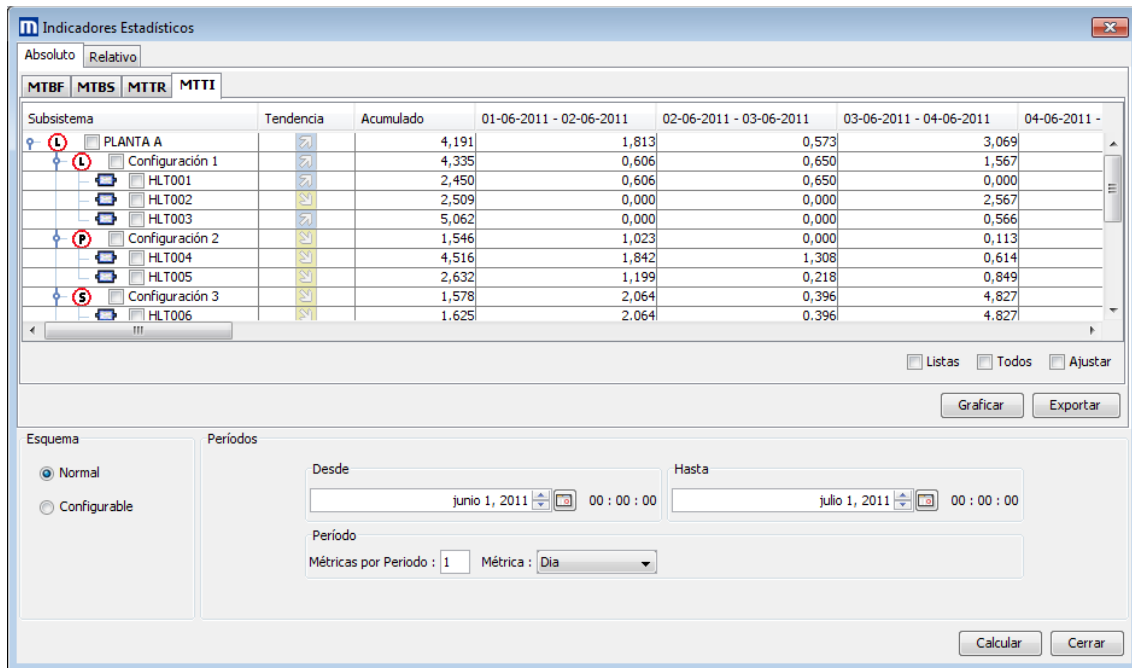 m Indicadores Estadísticos
Absoluto Relativo
MTBF MTBS MTTR MTTI
Subsistema Tendencia Acumulado 01-06-2011 - 02-06-2011 02-06-2011 - 03-06-2011 03-06-2011 - 04-06-2011 04-06-2011 -
L PLANTA A 4,191 1,813 0,573 3,069
L Configuración 1 4,335 0,606 0,650 1,567
HLT001 2,450 0,606 0,650 0,000
HLT002 2,509 0,000 0,000 2,567
HLT003 5,062 0,000 0,000 0,566
P Configuración 2 1,546 1,023 0,000 0,113
HLT004 4,516 1,842 1,308 0,614
HLT005 2,632 1,199 0,218 0,849
S Configuración 3 1,578 2,064 0,396 4,827
HLT006 1.625 2.064 0.396 4.827
Listas Todos Ajustar
Graficar Exportar
Esquema Períodos
Normal Desde Hasta
junio 1, 2011 00 : 00 : 00 julio 1, 2011 00 : 00 : 00
Configurable
Período
Métricas por Periodo : 1 Métrica : Dia
Calcular Cerrar